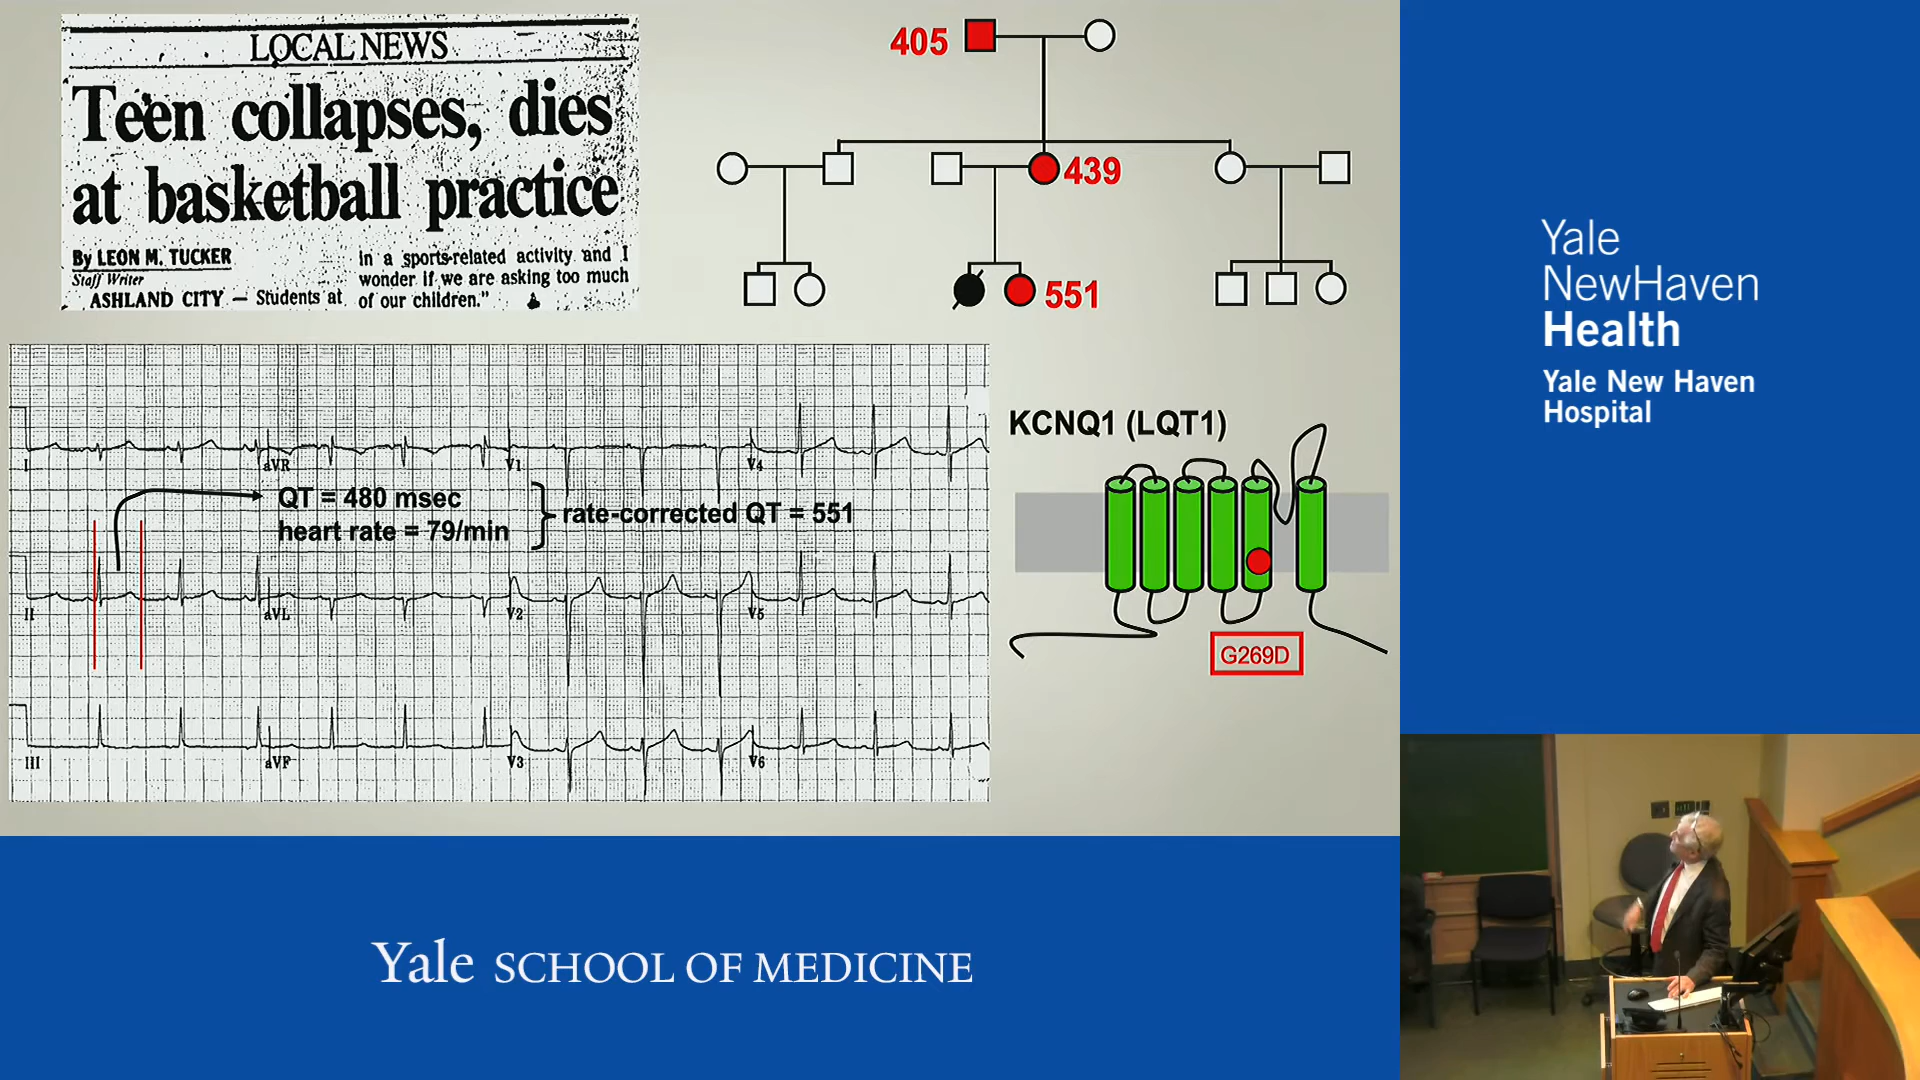 LOCAL NEWS
Teen collapses, dies
at basketball practice
By LEON M. TUCKER
Staff Writer
ASHLAND CITY — Students at
in a sports-related activity and I
wonder if we are asking too much
of our children."
405
439
551
I
aVR
V1
V4
QT = 480 msec
heart rate = 79/min
rate-corrected QT = 551
II
aVL
V2
V5
III
aVF
V3
V6
KCNQ1 (LQT1)
G269D
Yale
NewHaven
Health
Yale New Haven
Hospital
Yale SCHOOL OF MEDICINE